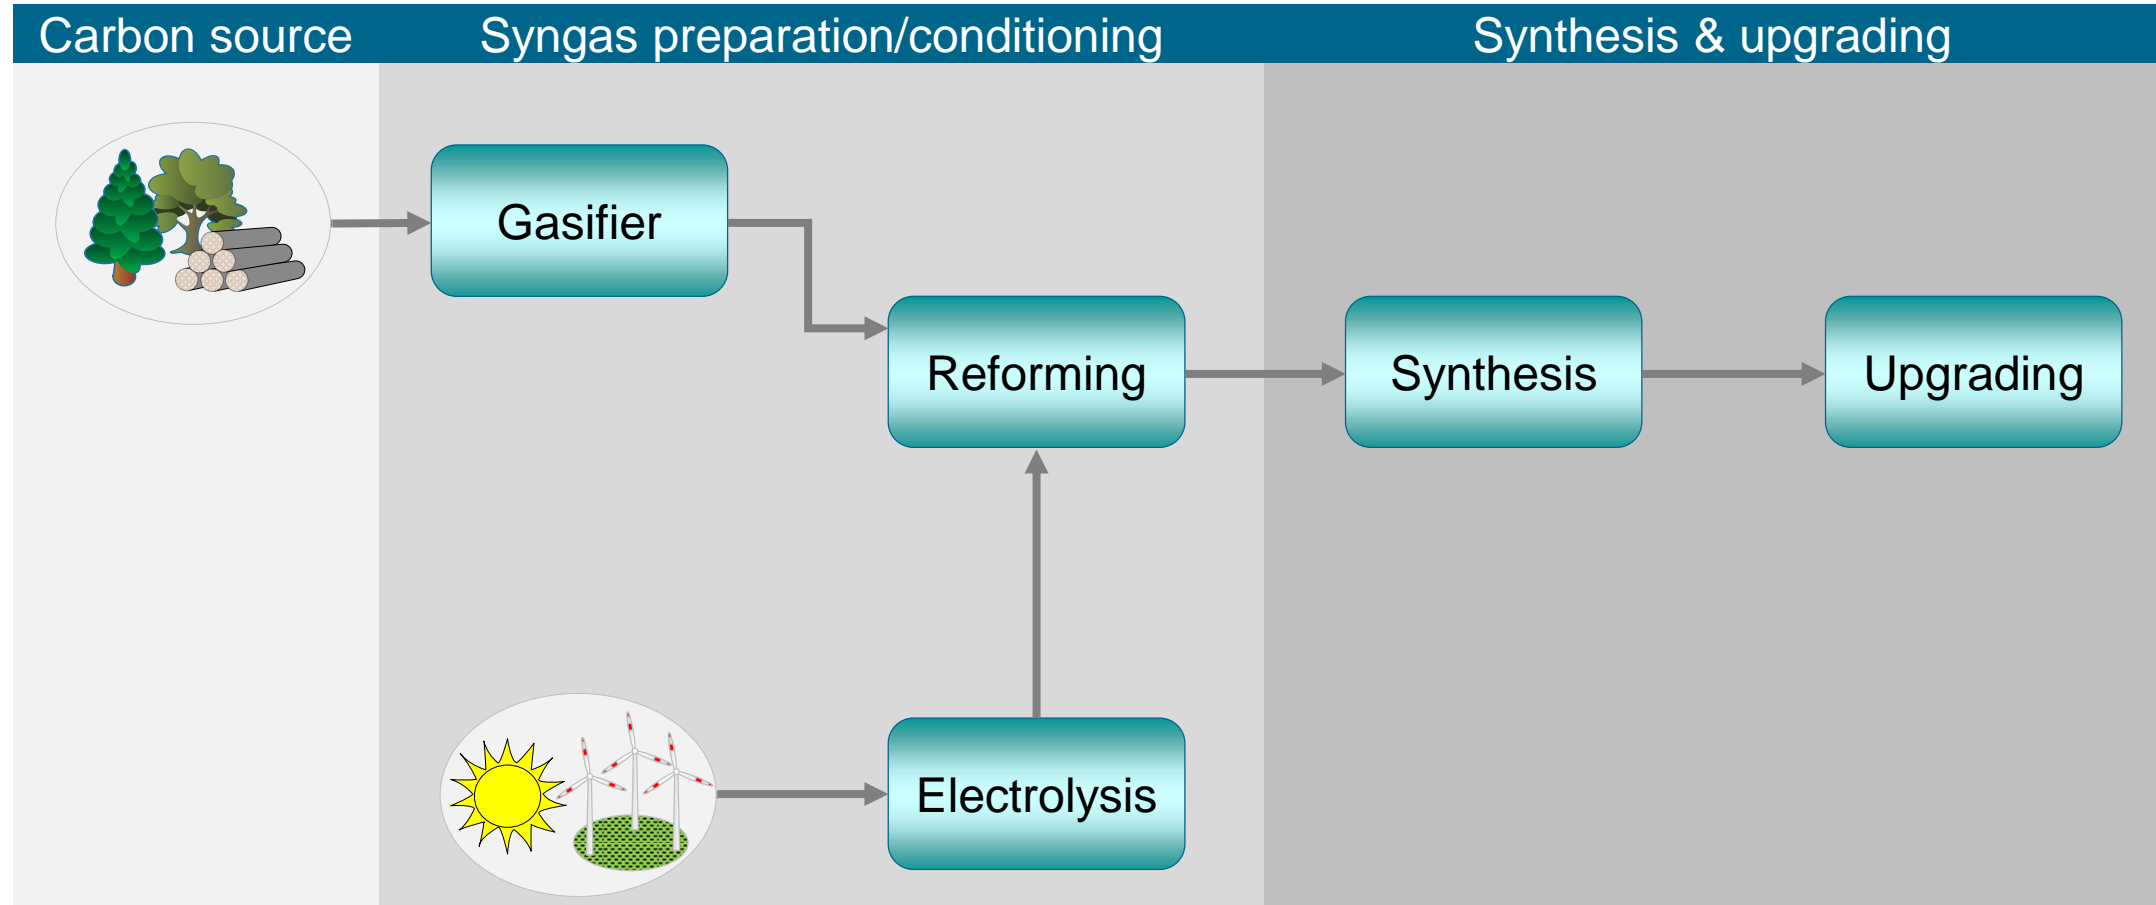 Carbon source
Syngas preparation/conditioning
Synthesis & upgrading
Gasifier
Reforming
Synthesis
Upgrading
Electrolysis